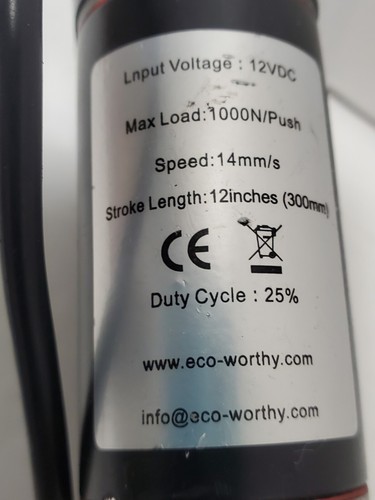 Lnput Voltage : 12VDC
Max Load:1000N/Push
Speed:14mm/s
Stroke Length:12inches (300mm)
CE
Duty Cycle : 25%
www.eco-worthy.com
info@eco-worthy.com